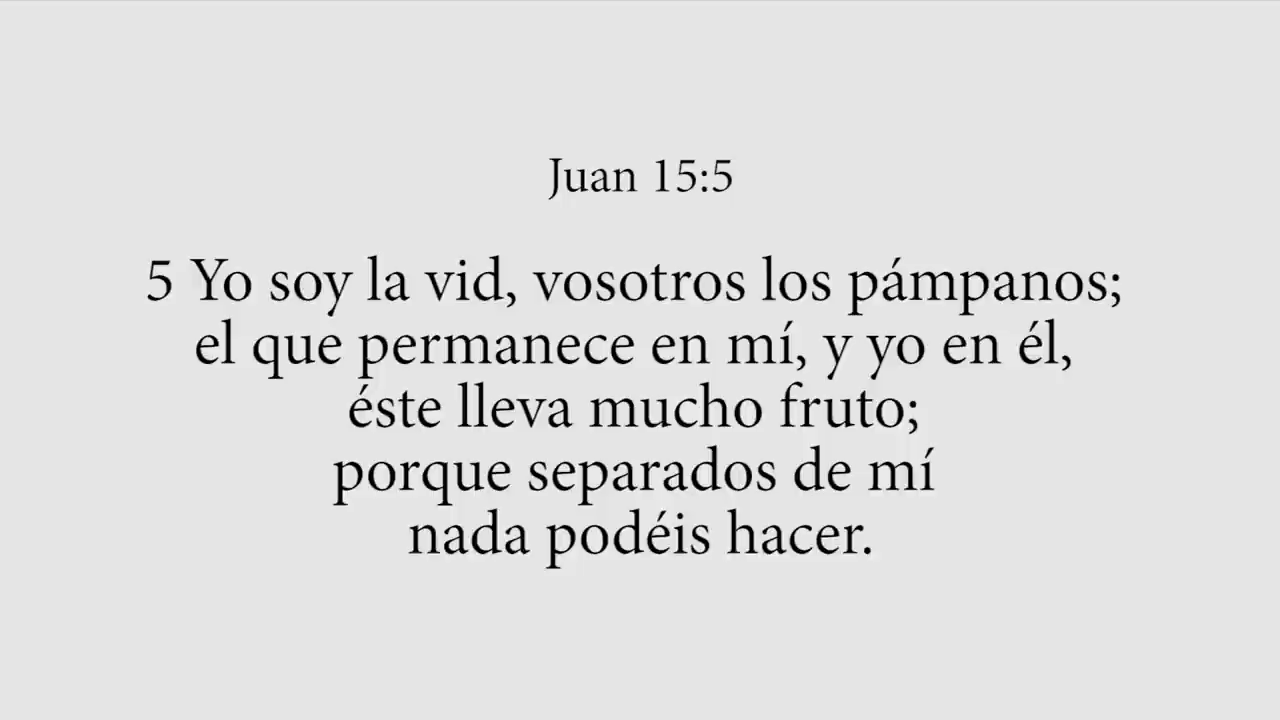 Juan 15:5
5 Yo soy la vid, vosotros los pámpanos;
el que permanece en mí, y yo en él,
éste lleva mucho fruto;
porque separados de mí
nada podéis hacer.